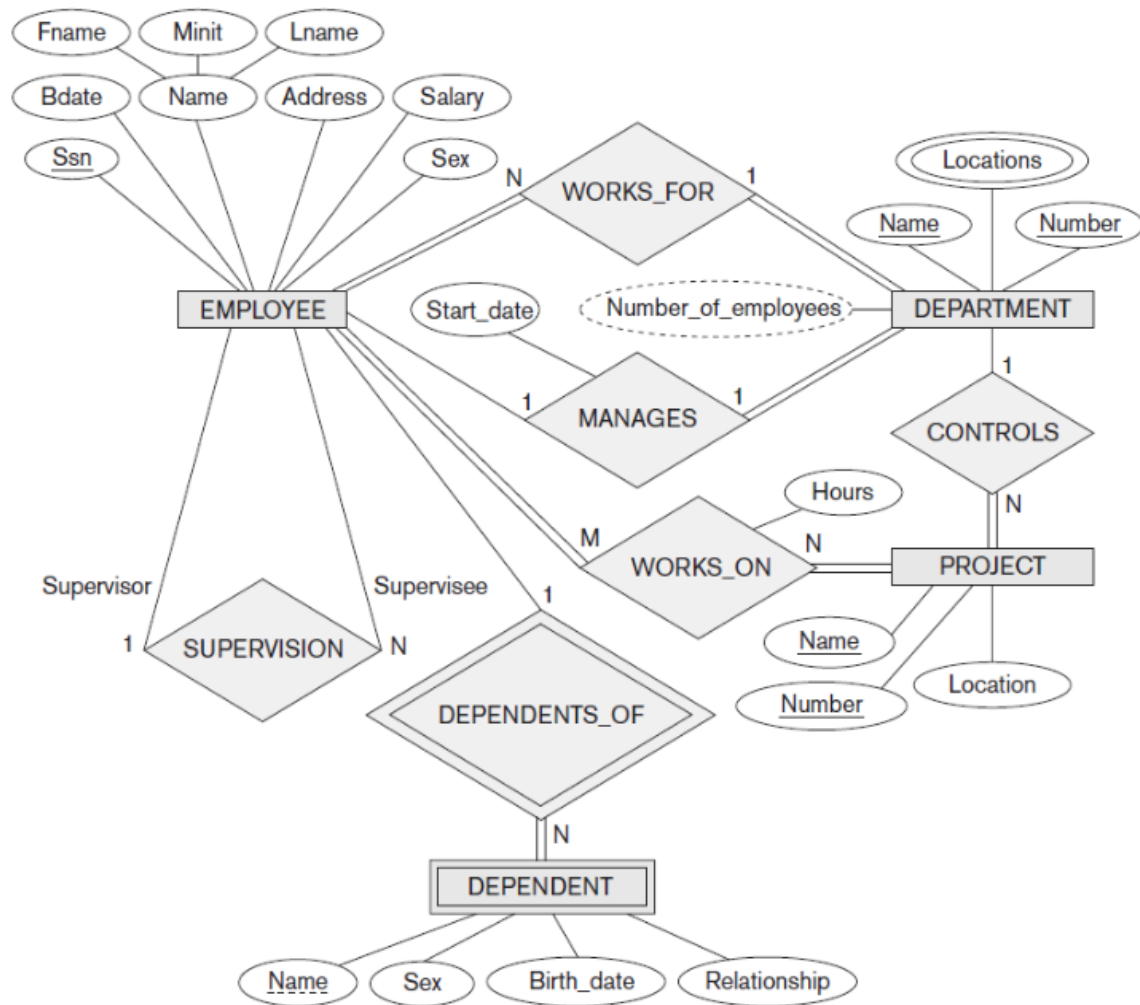 Fname
Minit
Lname
Bdate
Name
Address
Salary
Ssn
Sex
N
WORKS_FOR
1
Locations
Name
Number
EMPLOYEE
Start_date
Number_of_employees
DEPARTMENT
1
MANAGES
1
1
CONTROLS
N
Hours
M
WORKS_ON
N
PROJECT
Supervisor
Supervisee
1
SUPERVISION
N
1
Name
Number
Location
DEPENDENTS_OF
N
DEPENDENT
Name
Sex
Birth_date
Relationship